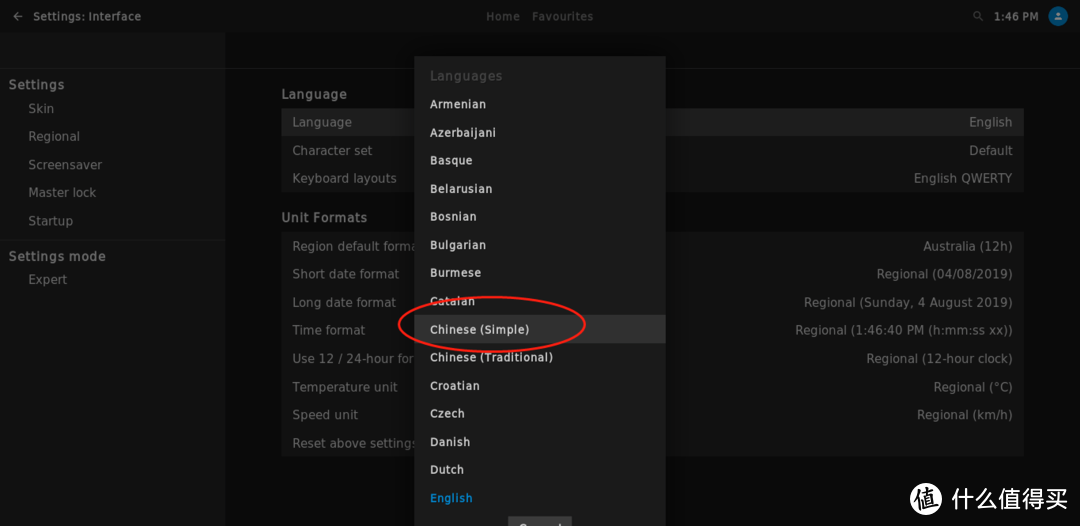 Settings: Interface
Home Favourites
1:46 PM
Settings
Skin
Regional
Screensaver
Master lock
Startup
Settings mode
Expert
Language
Language English
Character set Default
Keyboard layouts English QWERTY
Unit Formats
Region default forma Australia (12h)
Short date format Regional (04/08/2019)
Long date format Regional (Sunday, 4 August 2019)
Time format Regional (1:46:40 PM (h:mm:ss xx))
Use 12 / 24-hour for Regional (12-hour clock)
Temperature unit Regional (°C)
Speed unit Regional (km/h)
Reset above settings
Languages
Armenian
Azerbaijani
Basque
Belarusian
Bosnian
Bulgarian
Burmese
Catalan
Chinese (Simple)
Chinese (Traditional)
Croatian
Czech
Danish
Dutch
English
值 什么值得买